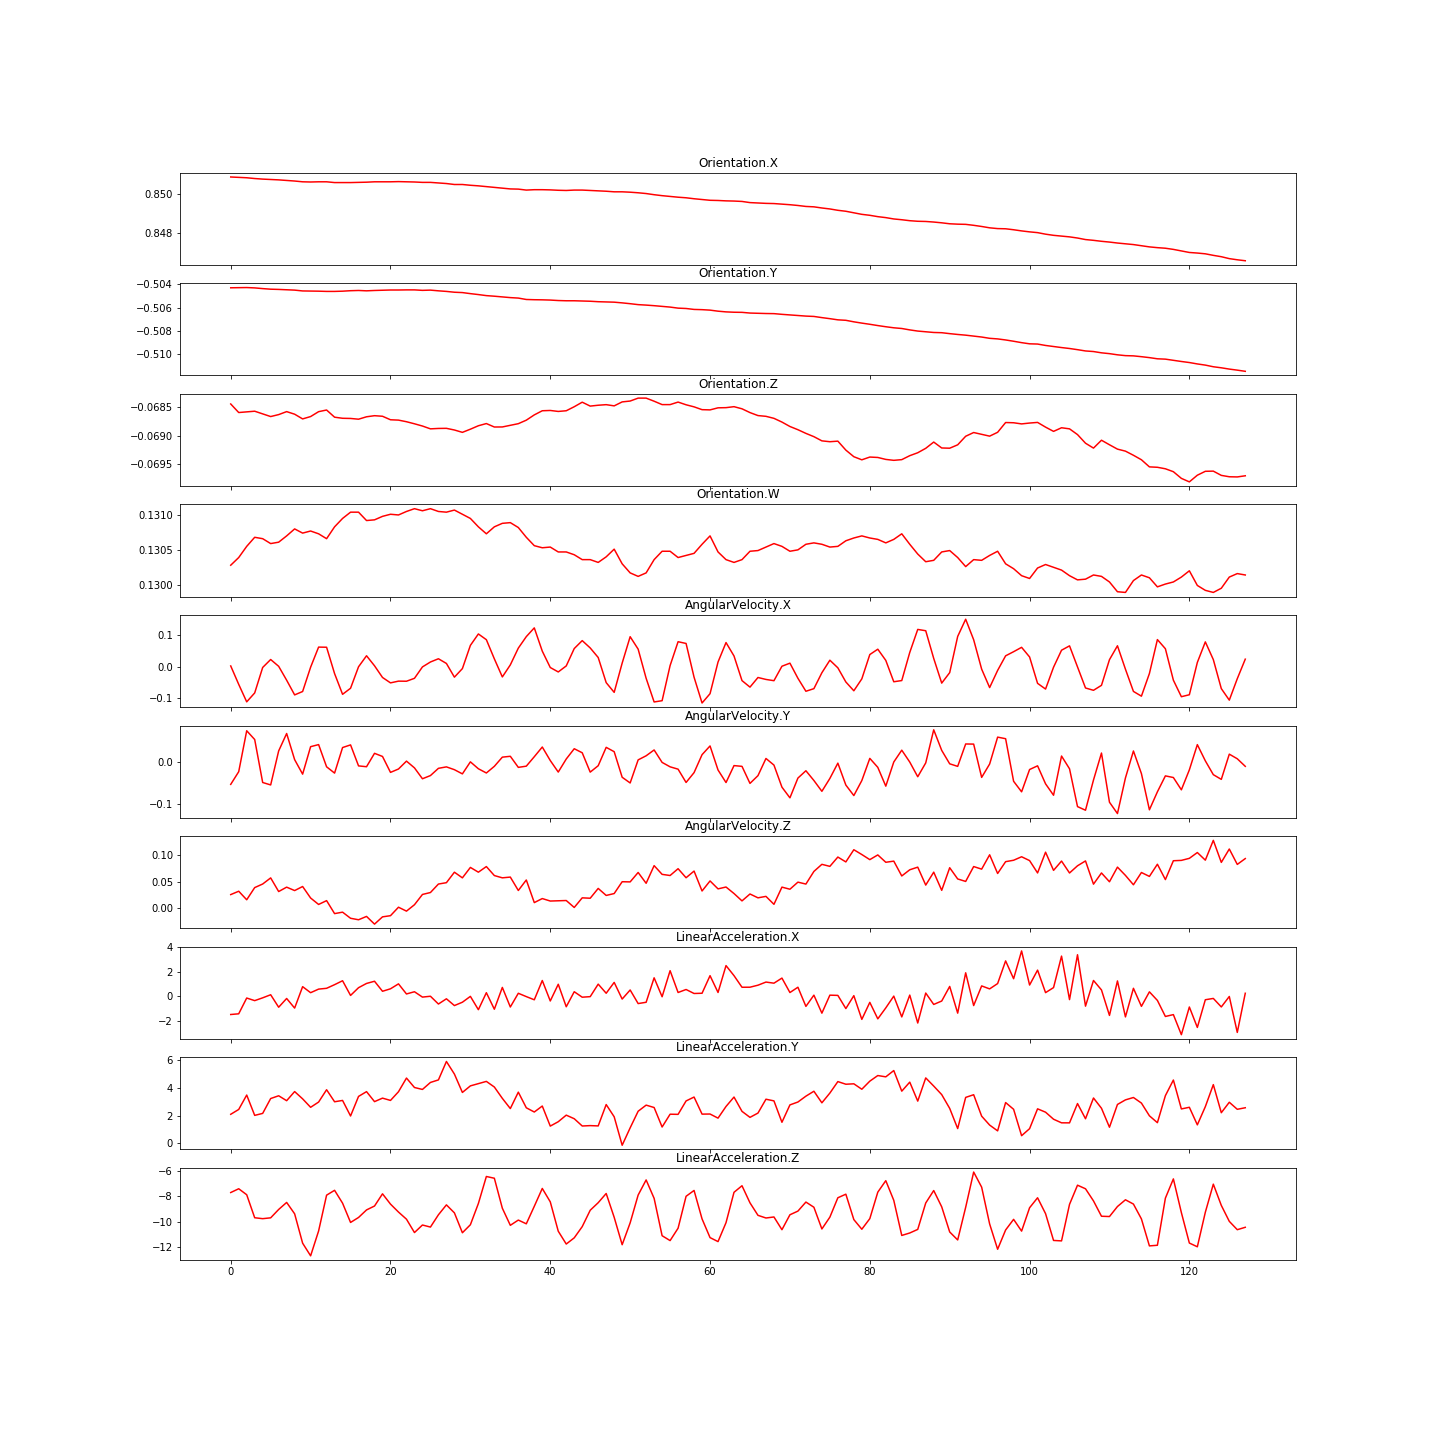 Orientation.X
0.850
0.848
Orientation.Y
−0.504
−0.506
−0.508
−0.510
Orientation.Z
−0.0685
−0.0690
−0.0695
Orientation.W
0.1310
0.1305
0.1300
AngularVelocity.X
0.1
0.0
−0.1
AngularVelocity.Y
0.0
−0.1
AngularVelocity.Z
0.10
0.05
0.00
LinearAcceleration.X
4
2
0
−2
LinearAcceleration.Y
6
4
2
0
LinearAcceleration.Z
−6
−8
−10
−12
0 20 40 60 80 100 120